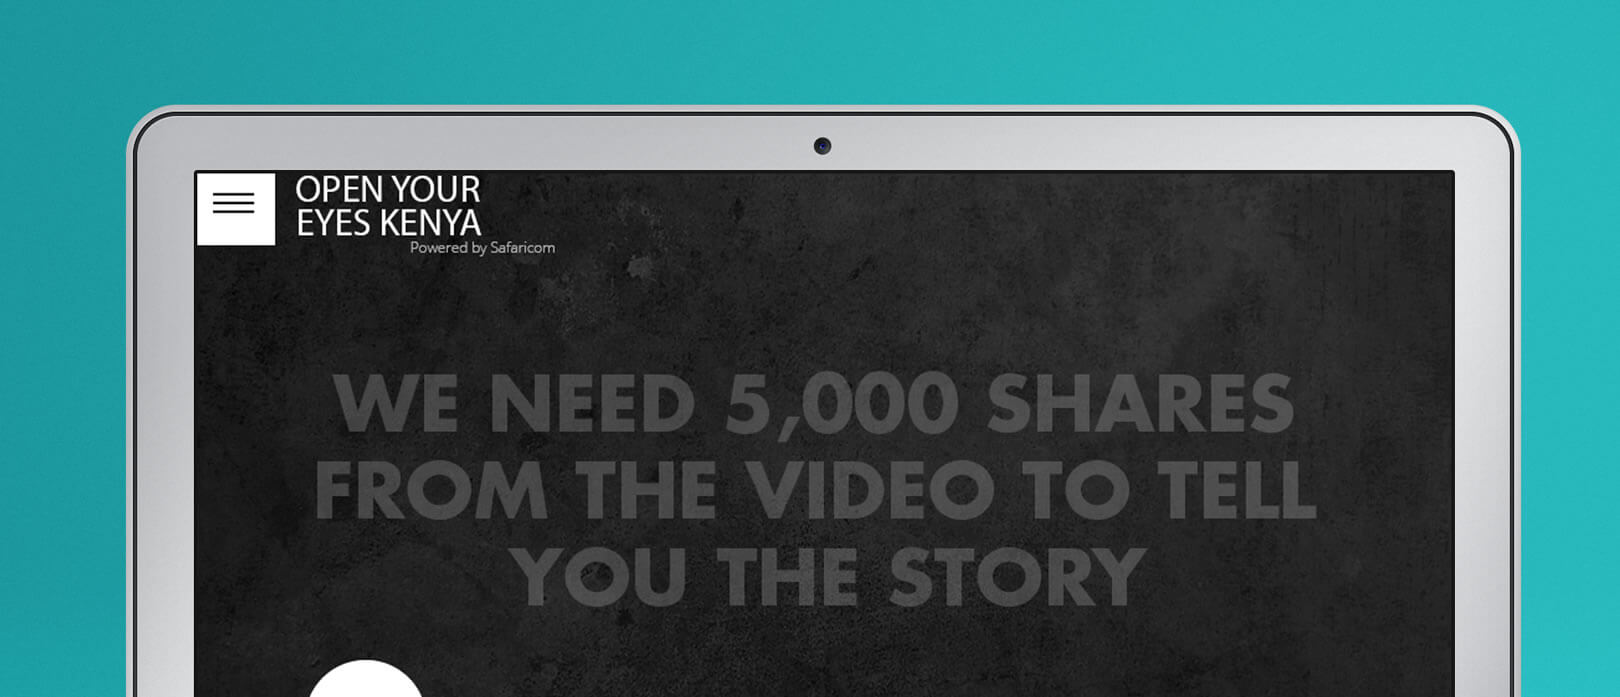 OPEN YOUR
EYES KENYA
Powered by Safaricom
WE NEED 5,000 SHARES
FROM THE VIDEO TO TELL
YOU THE STORY